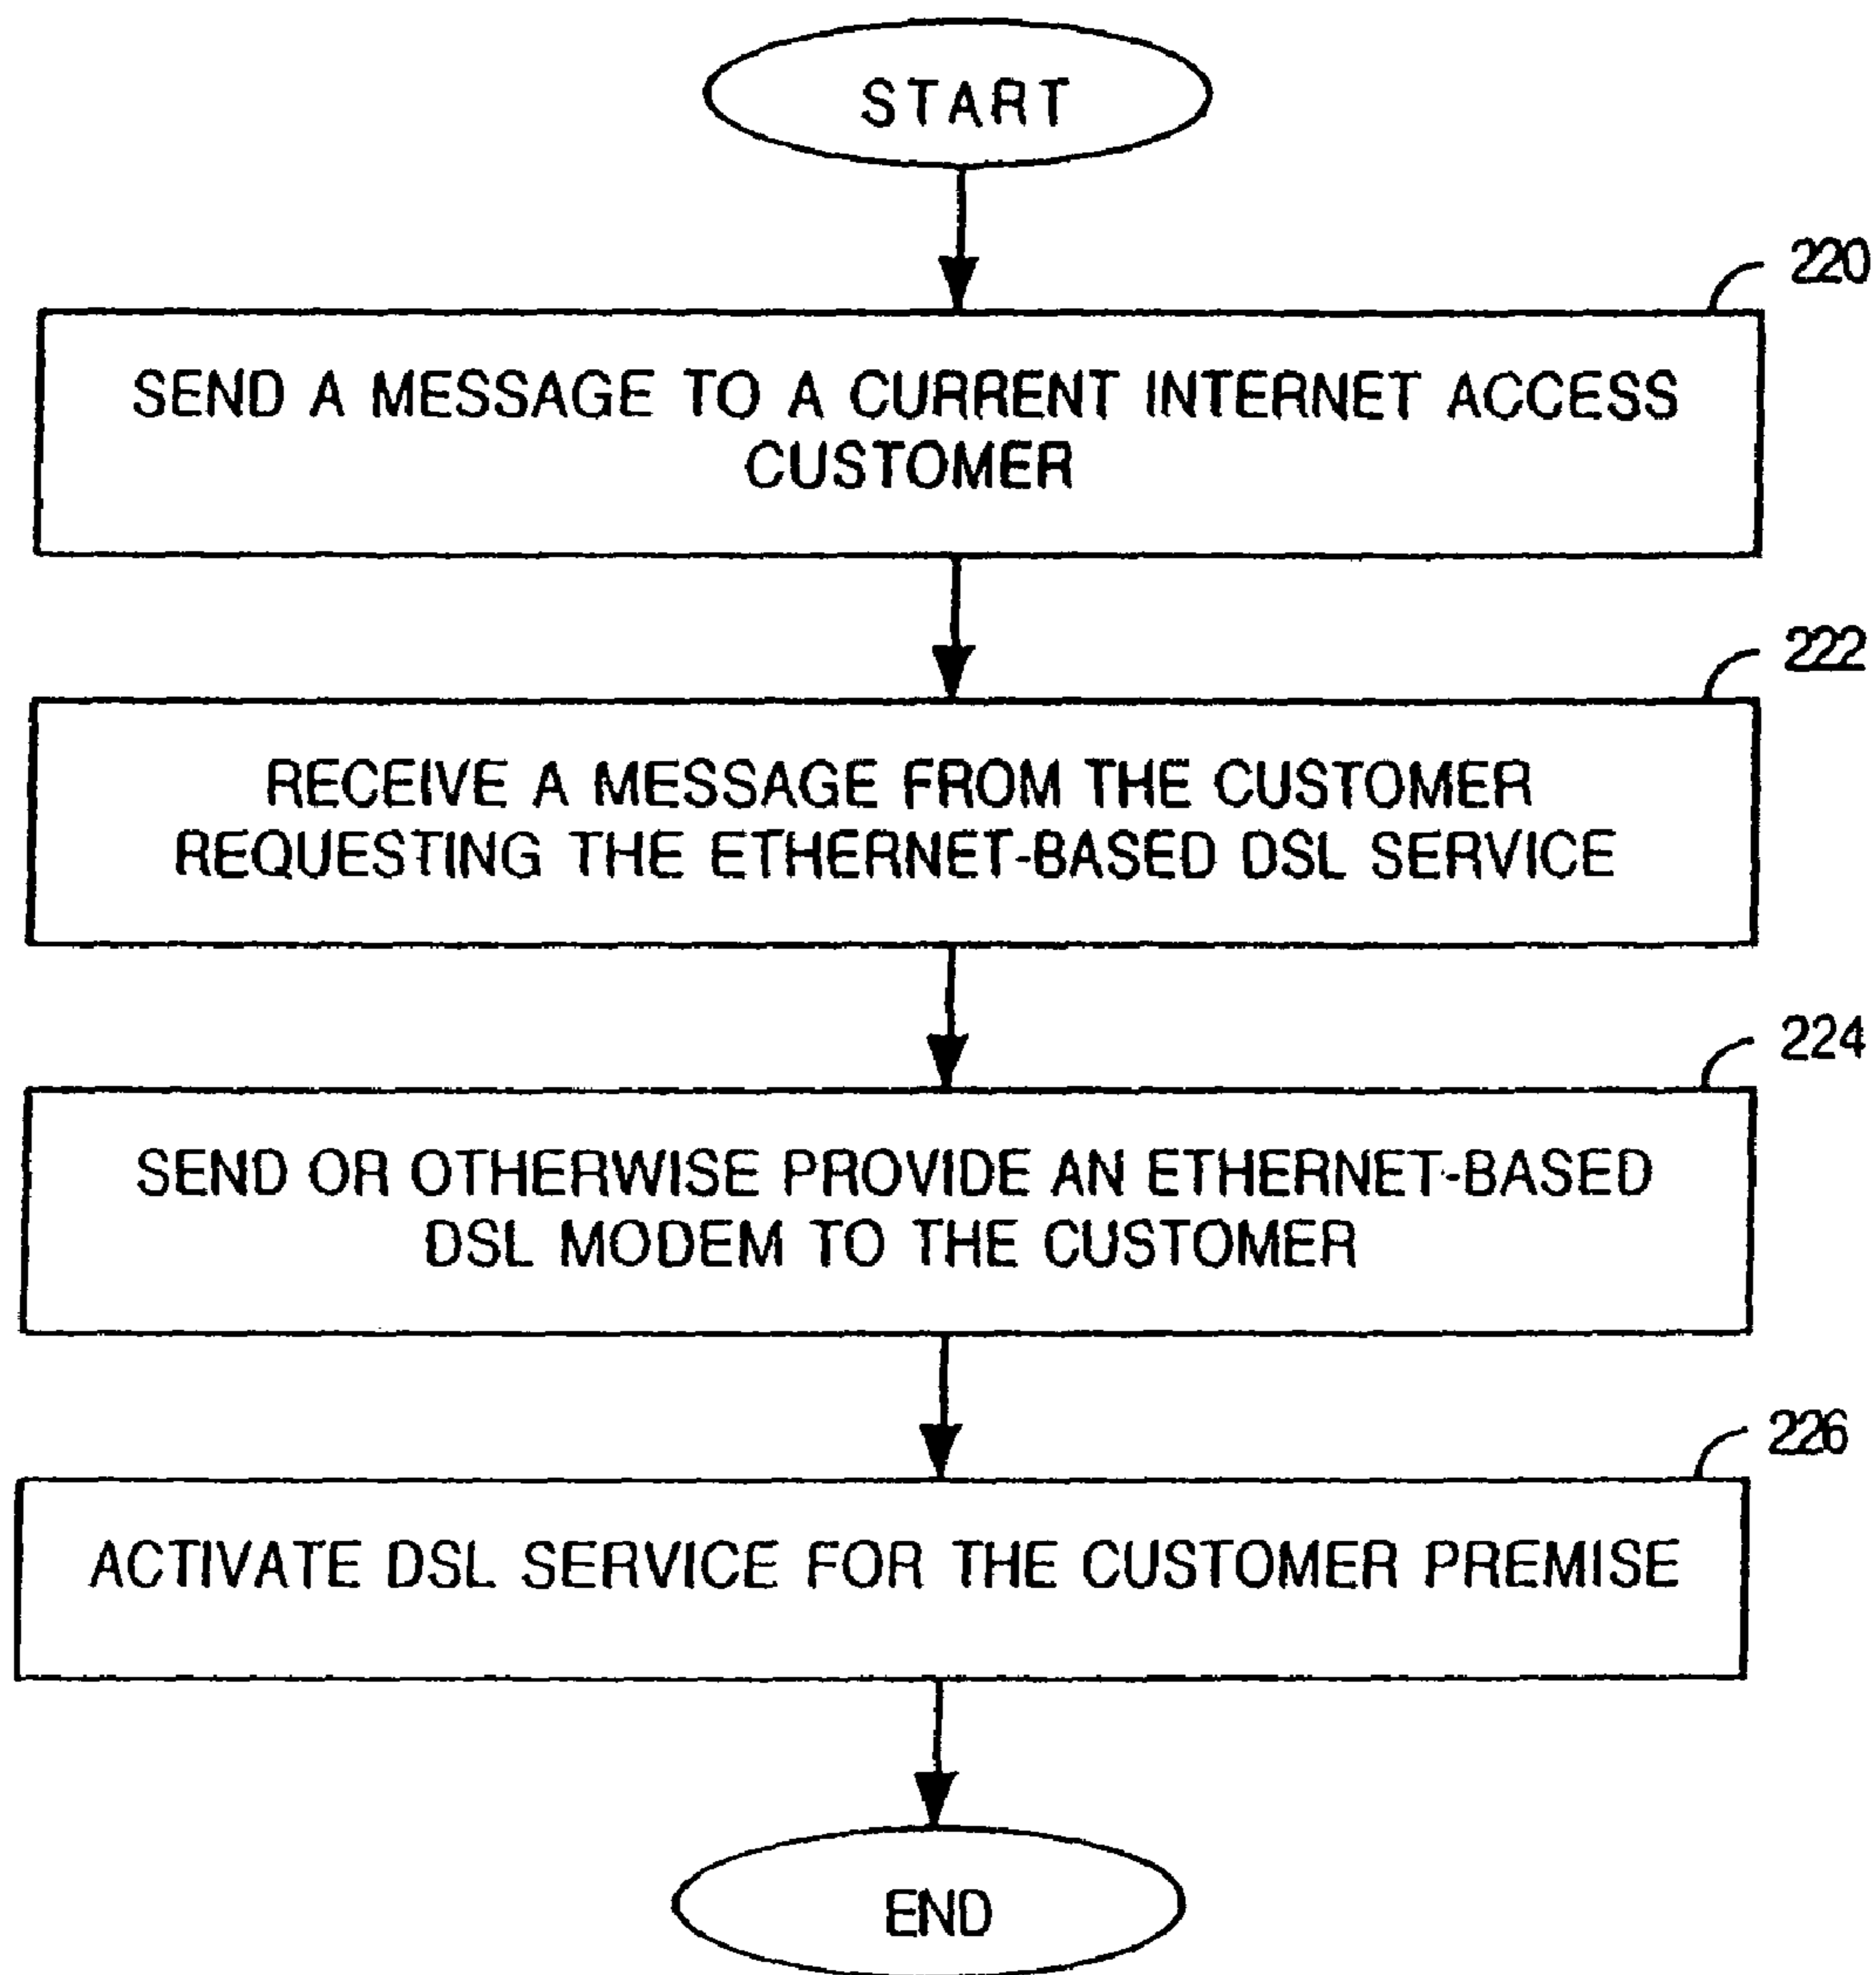 START
220
SEND A MESSAGE TO A CURRENT INTERNET ACCESS
CUSTOMER
222
RECEIVE A MESSAGE FROM THE CUSTOMER
REQUESTING THE ETHERNET-BASED DSL SERVICE
224
SEND OR OTHERWISE PROVIDE AN ETHERNET-BASED
DSL MODEM TO THE CUSTOMER
226
ACTIVATE DSL SERVICE FOR THE CUSTOMER PREMISE
END